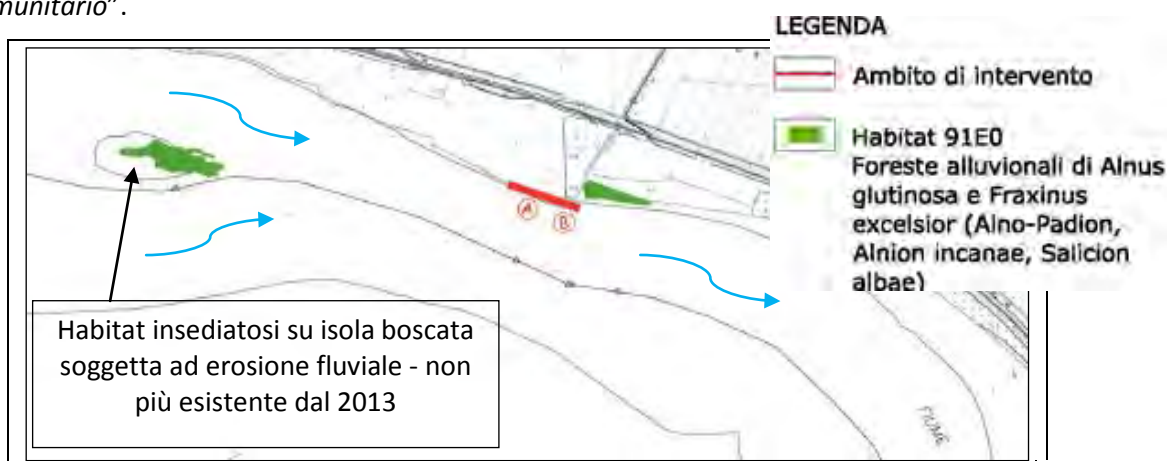 munitario".
LEGENDA
Ambito di intervento
Habitat 91E0
Foreste alluvionali di Alnus
glutinosa e Fraxinus
excelsior (Alno-Padion,
Alnion incanae, Salicion
albae)
A B
Habitat insediatosi su isola boscata
soggetta ad erosione fluviale - non
più esistente dal 2013
FIUME